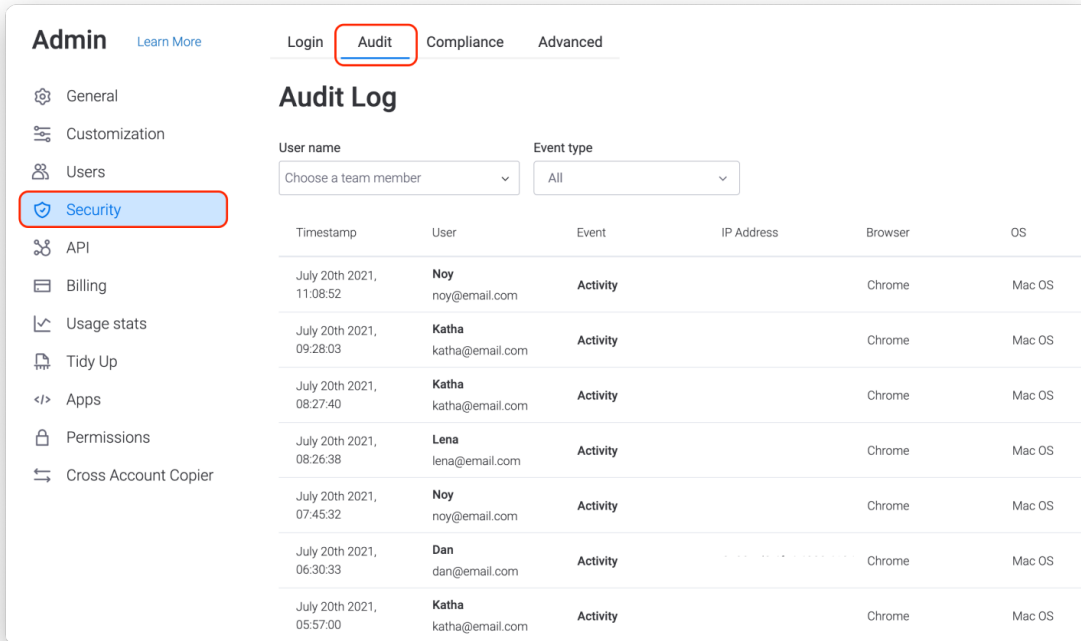 Admin Learn More
Login Audit Compliance Advanced
General
Customization
Users
Security
API
Billing
Usage stats
Tidy Up
Apps
Permissions
Cross Account Copier
Audit Log
User name Event type
Choose a team member All
Timestamp User Event IP Address Browser OS
July 20th 2021, Noy
11:08:52 noy@email.com Activity Chrome Mac OS
July 20th 2021, Katha
09:28:03 katha@email.com Activity Chrome Mac OS
July 20th 2021, Katha
08:27:40 katha@email.com Activity Chrome Mac OS
July 20th 2021, Lena
08:26:38 lena@email.com Activity Chrome Mac OS
July 20th 2021, Noy
07:45:32 noy@email.com Activity Chrome Mac OS
July 20th 2021, Dan
06:30:33 dan@email.com Activity Chrome Mac OS
July 20th 2021, Katha
05:57:00 katha@email.com Activity Chrome Mac OS